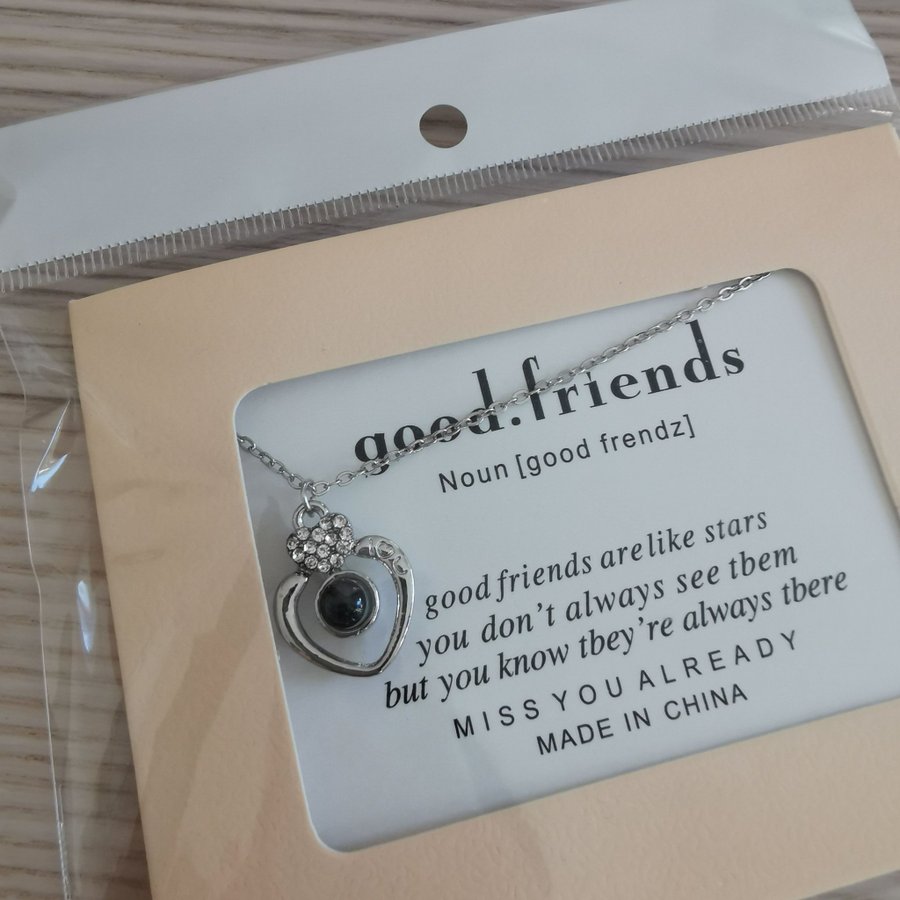 good.friends
Noun [good frendz]
good friends arelike stars
you don't always see tbem
but you know tbey're always tbere
MISS YOU ALREADY
MADE IN CHINA